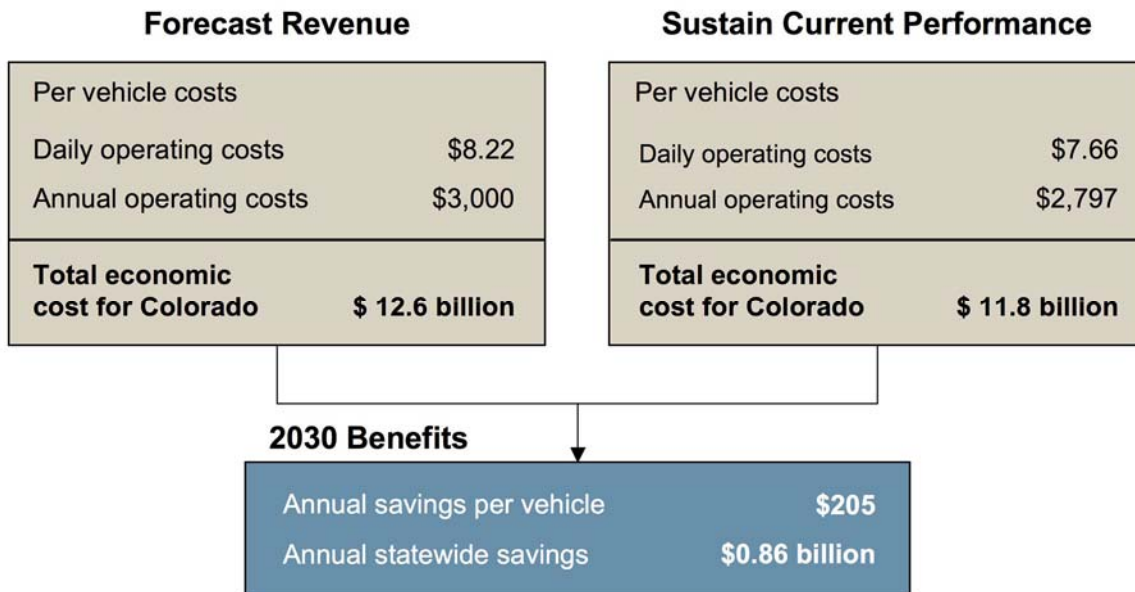 Forecast Revenue
Per vehicle costs
Daily operating costs $8.22
Annual operating costs $3,000
Total economic
cost for Colorado $ 12.6 billion
Sustain Current Performance
Per vehicle costs
Daily operating costs $7.66
Annual operating costs $2,797
Total economic
cost for Colorado $ 11.8 billion
2030 Benefits
Annual savings per vehicle $205
Annual statewide savings $0.86 billion